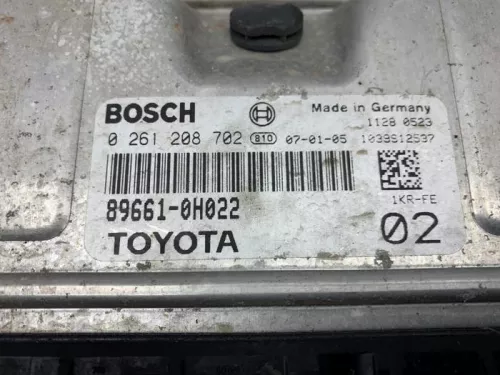 BOSCH Made in Germany
1128 0523
0 261 208 702 B10 07-01-05 1039S12537
89661-0H022 1KR-FE
TOYOTA 02